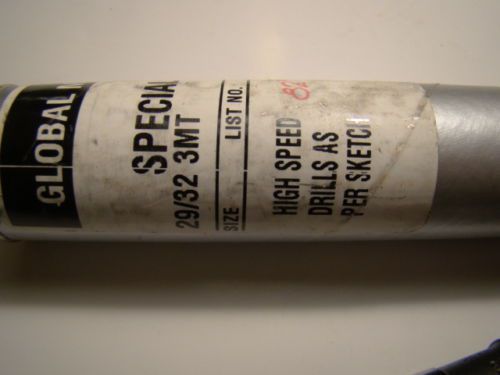 GLOBAL
SPECIAL
29/32 3MT
SIZE LIST NO.
HIGH SPEED
DRILLS AS
PER SKETCH